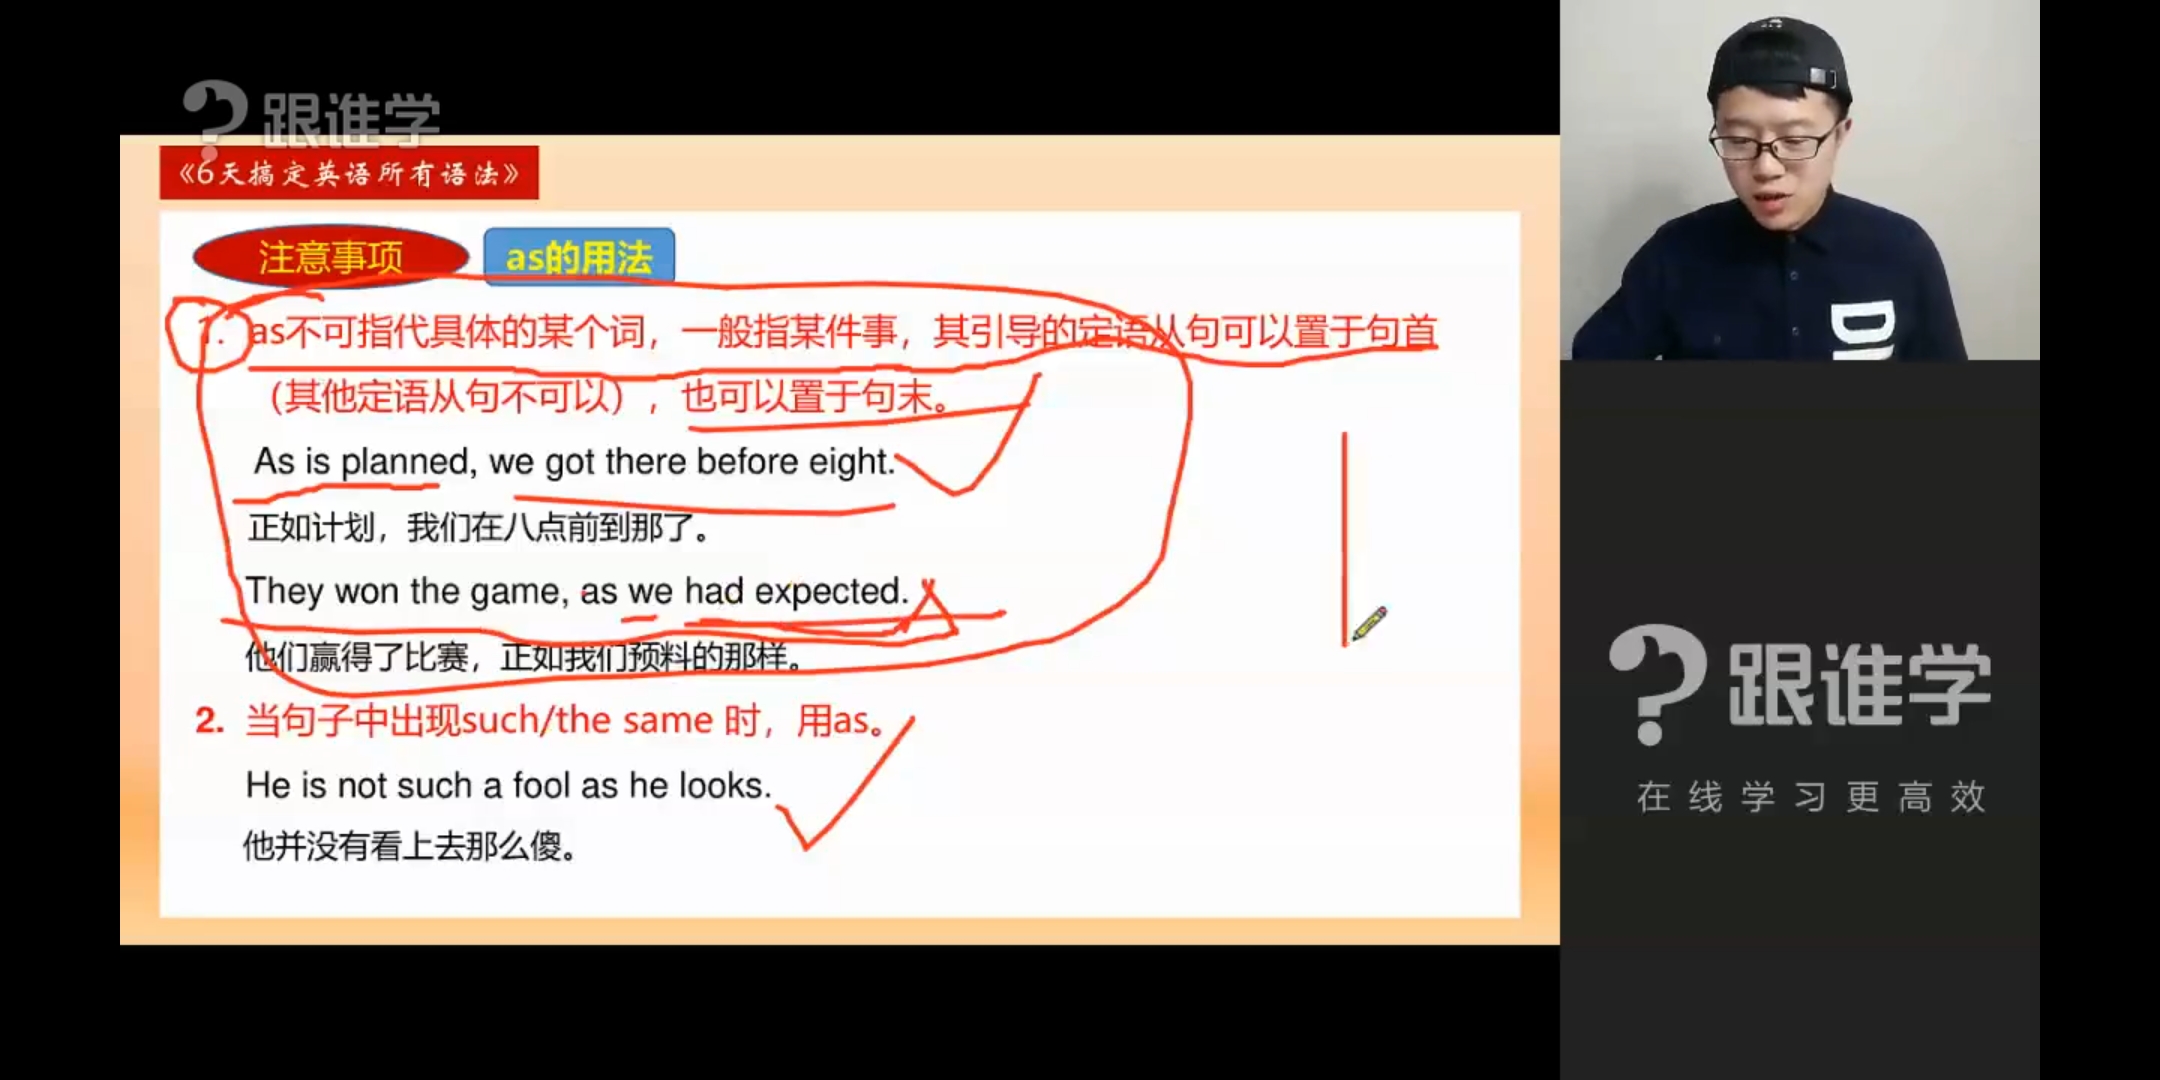 跟谁学
《6天搞定英语所有语法》
注意事项
as的用法
1. as不可指代具体的某个词，一般指某件事，其引导的定语从句可以置于句首
（其他定语从句不可以），也可以置于句末。
As is planned, we got there before eight.
正如计划，我们在八点前到那了。
They won the game, as we had expected.
他们赢得了比赛，正如我们预料的那样。
2. 当句子中出现such/the same 时，用as。
He is not such a fool as he looks.
他并没有看上去那么傻。
跟谁学
在线学习更高效